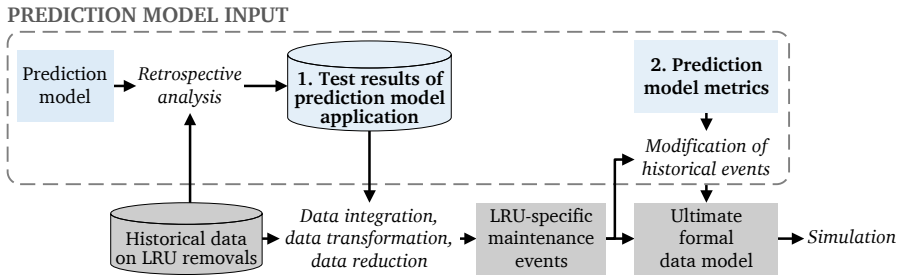 PREDICTION MODEL INPUT
Prediction
model
Retrospective
analysis
1. Test results of
prediction model
application
2. Prediction
model metrics
Modification of
historical events
Historical data
on LRU removals
Data integration,
data transformation,
data reduction
LRU-specific
maintenance
events
Ultimate
formal
data model
Simulation